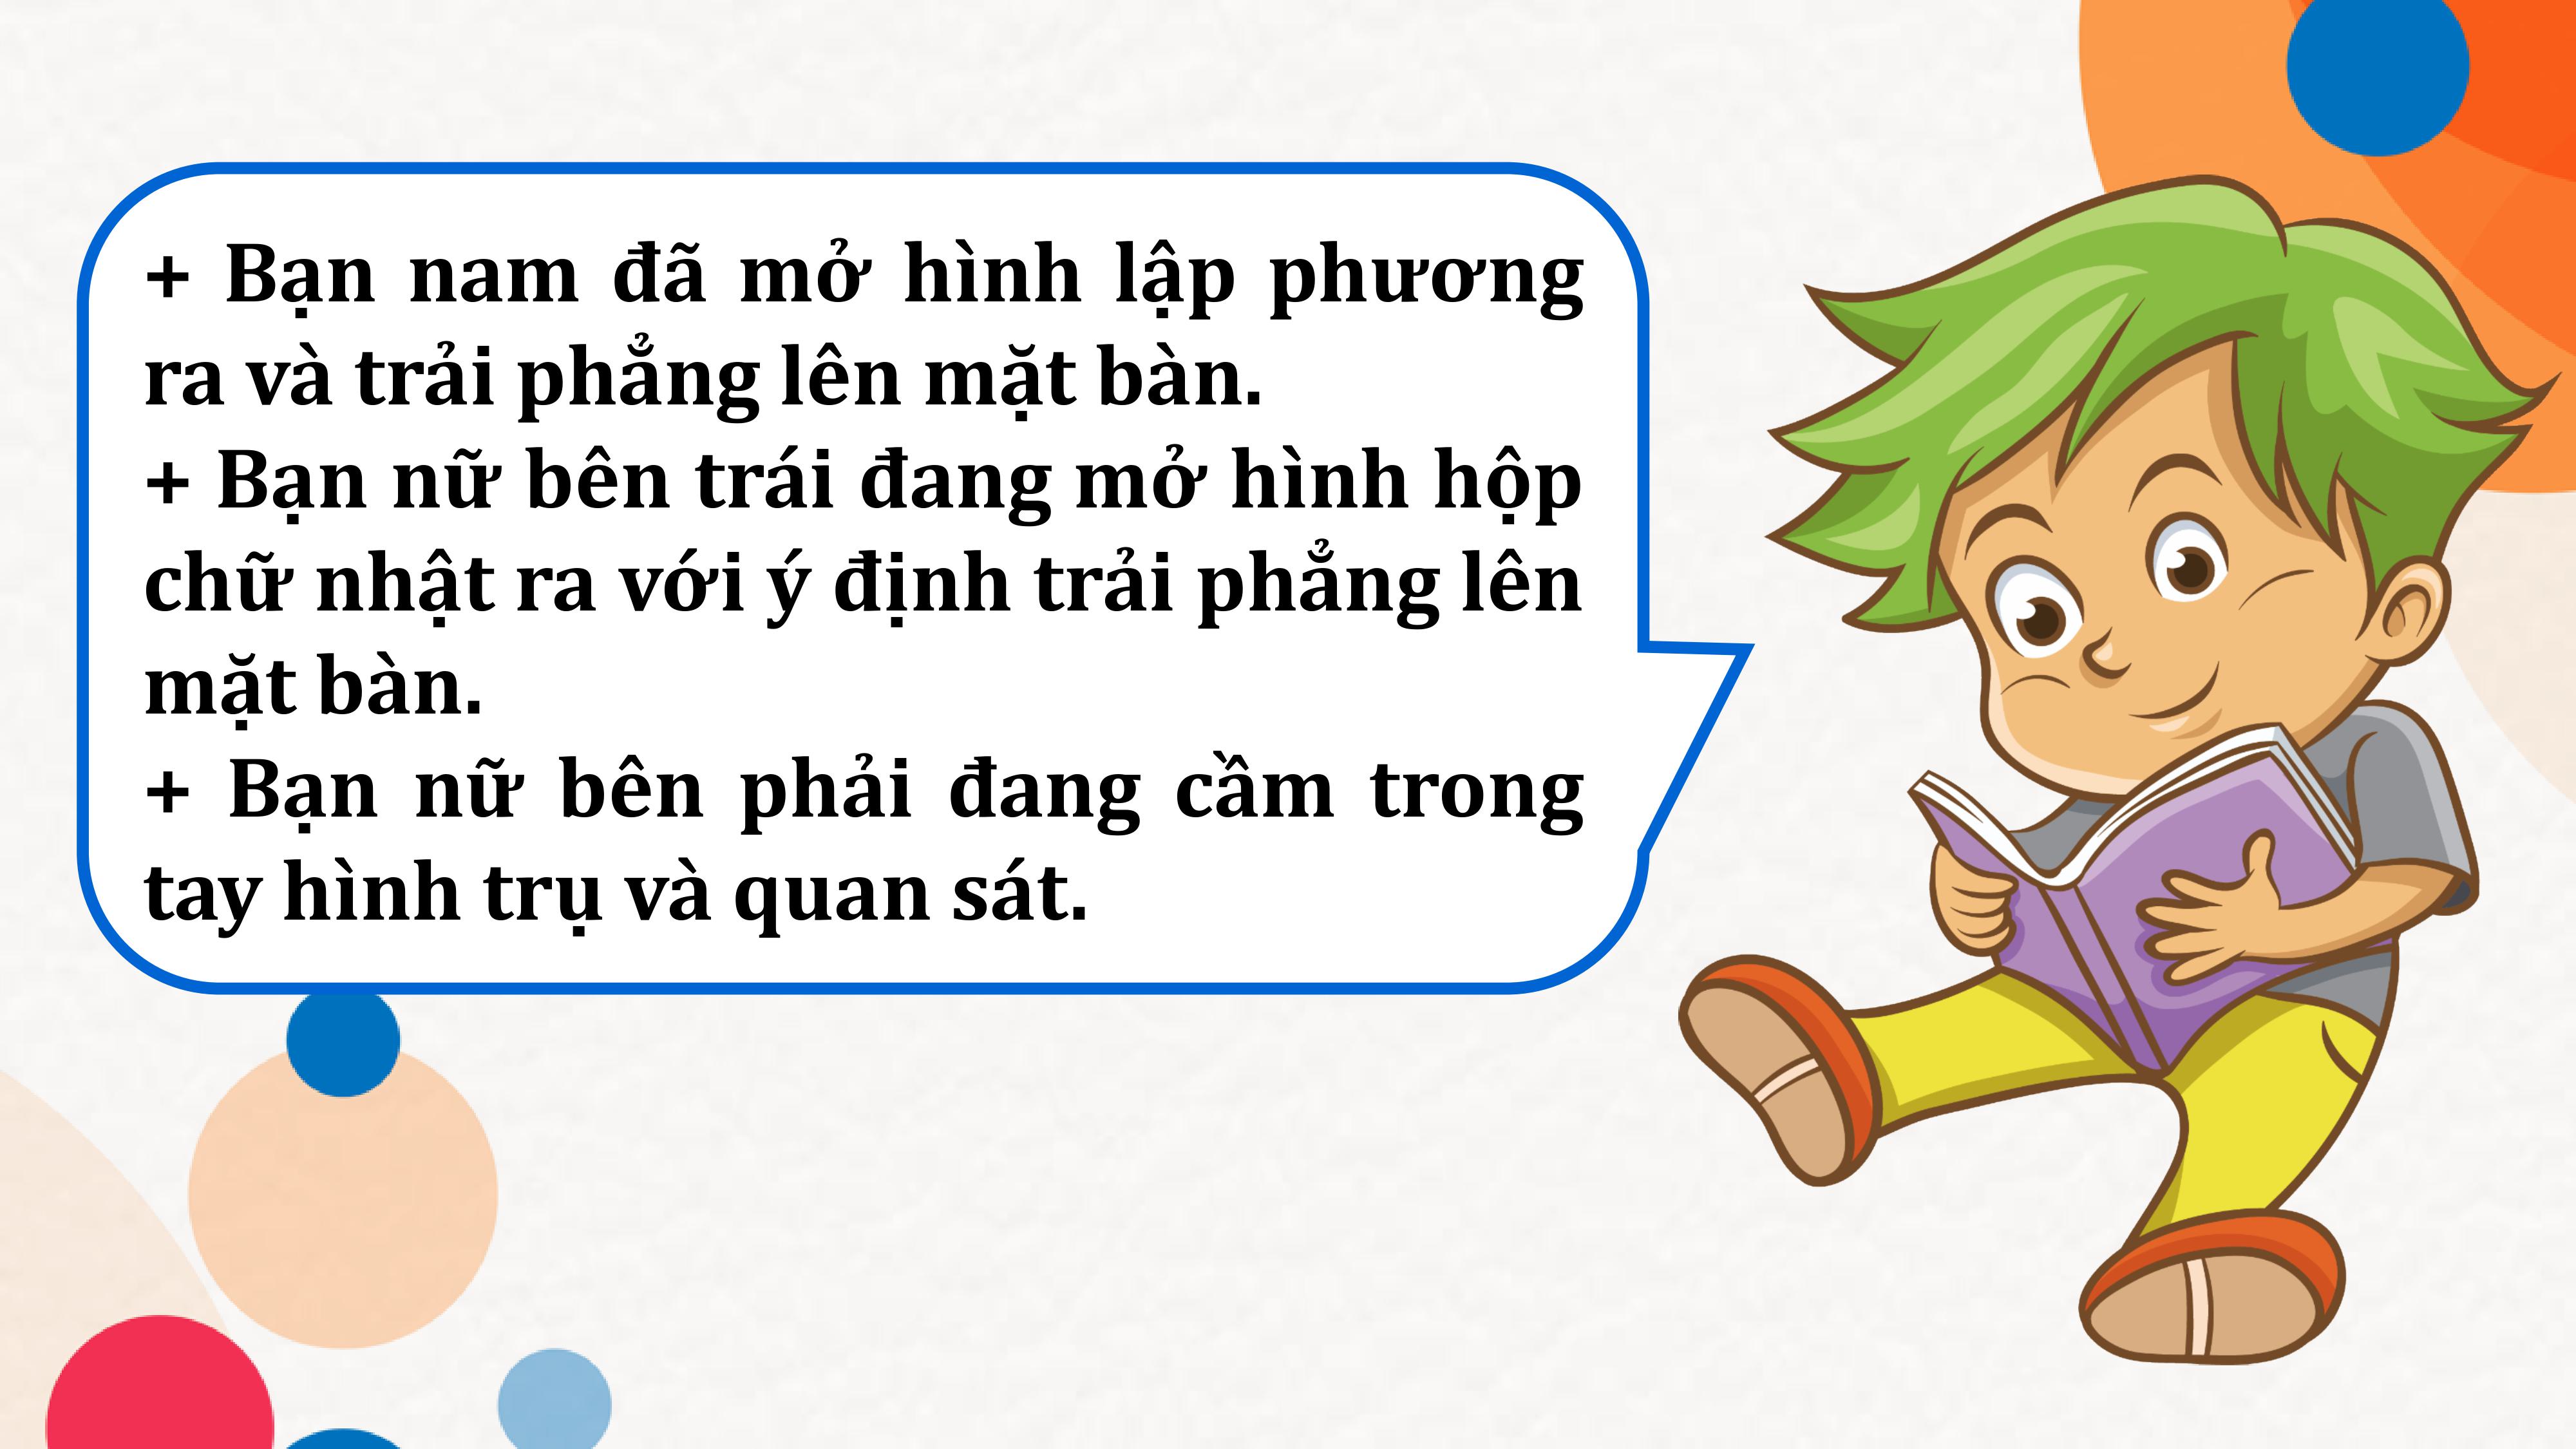 + Bạn nam đã mở hình lập phương
ra và trải phẳng lên mặt bàn.
+ Bạn nữ bên trái đang mở hình hộp
chữ nhật ra với ý định trải phẳng lên
mặt bàn.
+ Bạn nữ bên phải đang cầm trong
tay hình trụ và quan sát.